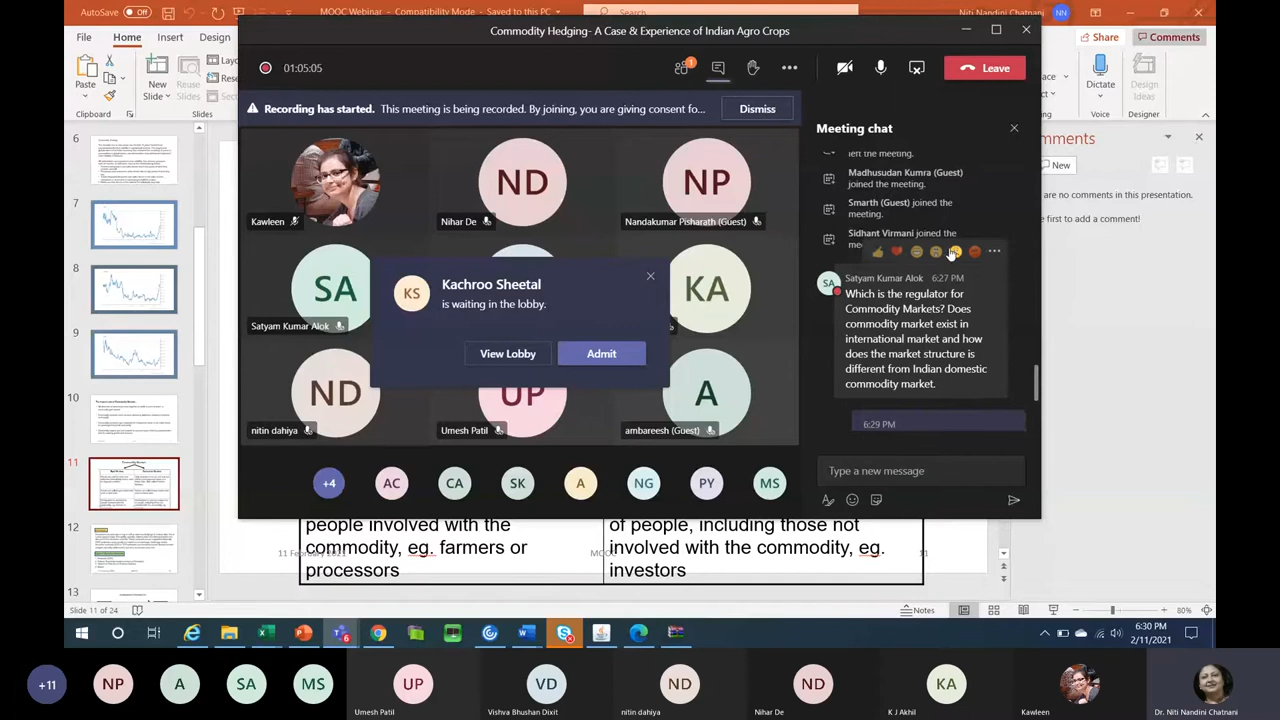 AutoSave Off
MOOC Webinar - Compatibility Mode - Saved to this PC
Search
Niti Nandini Chatnani
NN
File Home Insert Design
Share
Comments
Paste
New
Slide
Reuse
Slides
Clipboard
Slides
Dictate
Design
Ideas
Voice
Designer
Commodity Hedging- A Case & Experience of Indian Agro Crops
01:05:05
1
Leave
Recording has started. This meeting is being recorded. By joining, you are giving consent fo...
Dismiss
Meeting chat
left the meeting.
Madhusudan Kumra (Guest)
joined the meeting.
Smarth (Guest) joined the
meeting.
Sidhant Virmani joined the
Kawleen
ND
Nihar De
NP
Nandakumar Pisharath (Guest)
SA
Satyam Kumar Alok
KA
ND
nitin dahiya
UP
Umesh Patil
A
ambareesh (Guest)
KS
Kachroo Sheetal
is waiting in the lobby.
View Lobby
Admit
SA
Satyam Kumar Alok 6:27 PM
Which is the regulator for
Commodity Markets? Does
commodity market exist in
international market and how
does the market structure is
different from Indian domestic
commodity market.
6:29 PM
Type a new message
+4 AC CA SK A NG PY MS
omments
New
are no comments in this presentation.
e first to add a comment!
6
7
8
9
10
11
12
13
people involved with the
commodity, eg. farmers or
processors
of people, including those not
involved with the commodity, eg.
investors
MOOC
11
Slide 11 of 24
Notes
80%
6
6:30 PM
2/11/2021
+11 NP A SA MS
UP
Umesh Patil
VD
Vishva Bhushan Dixit
ND
nitin dahiya
ND
Nihar De
KA
K J Akhil
Kawleen
Dr. Niti Nandini Chatnani